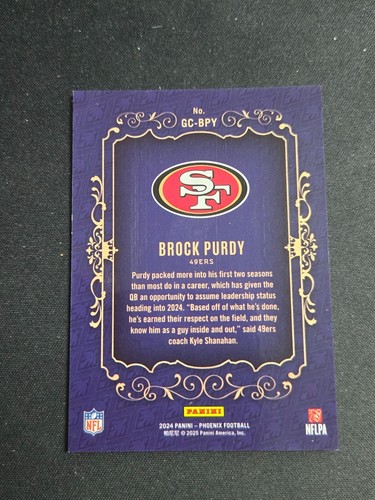 No.
GC-BPY
SF
BROCK PURDY
49ERS
Purdy packed more into his first two seasons
than most do in a career, which has given the
QB an opportunity to assume leadership status
heading into 2024. “Based off of what he's done,
he's earned their respect on the field, and they
know him as a guy inside and out,” said 49ers
coach Kyle Shanahan.
PANINI
NFL
NFLPA
2024 PANINI – PHOENIX FOOTBALL
帕尼尼 © 2025 Panini America, Inc.